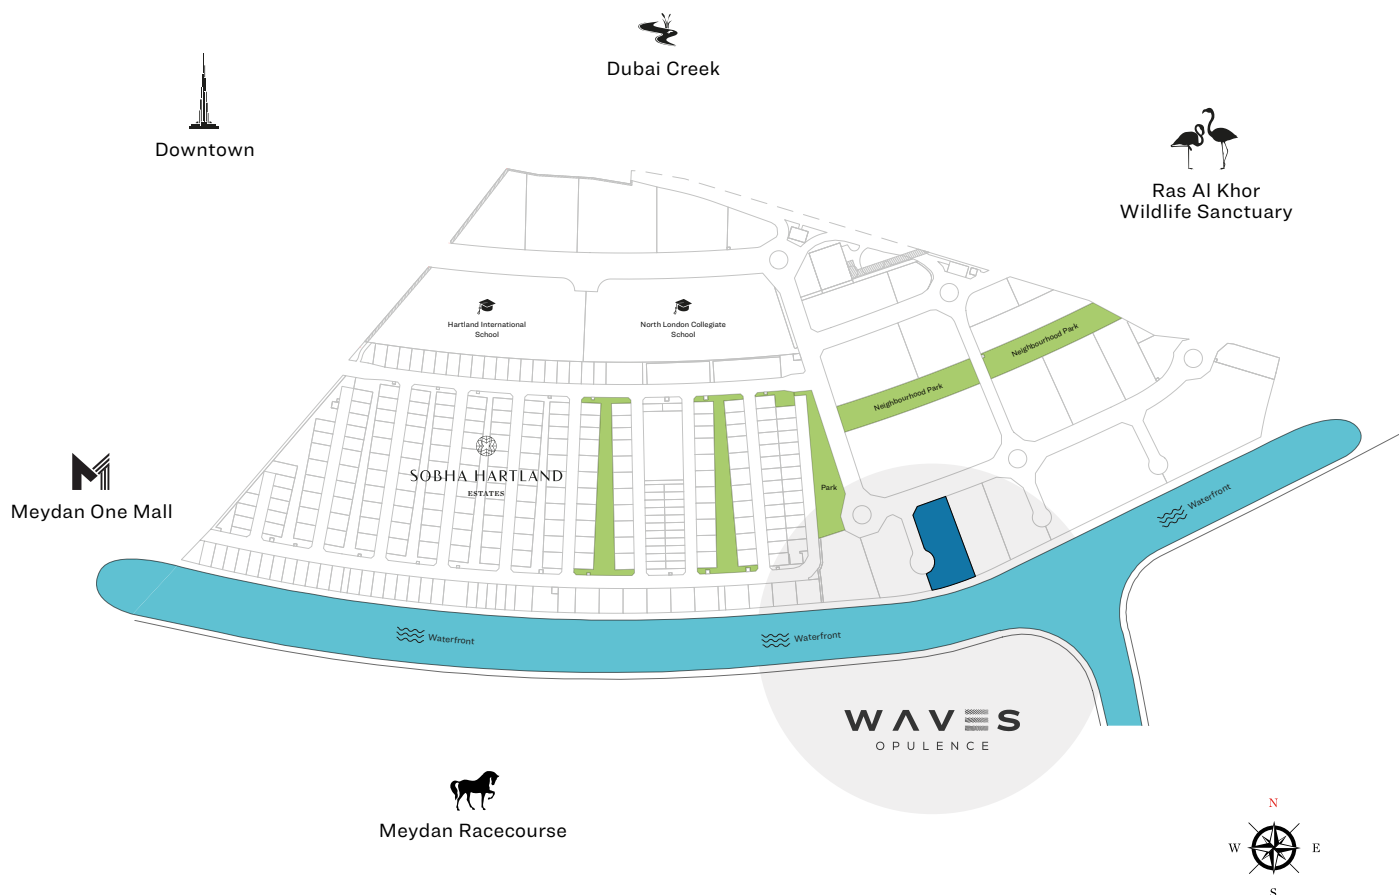 Dubai Creek
Downtown
Ras Al Khor
Wildlife Sanctuary
Hartland International
School
North London Collegiate
School
Neighbourhood Park
Neighbourhood Park
SOBHA HARTLAND
ESTATES
Park
Meydan One Mall
Waterfront
Waterfront
Waterfront
WAVES
OPULENCE
Meydan Racecourse
N
W E
S